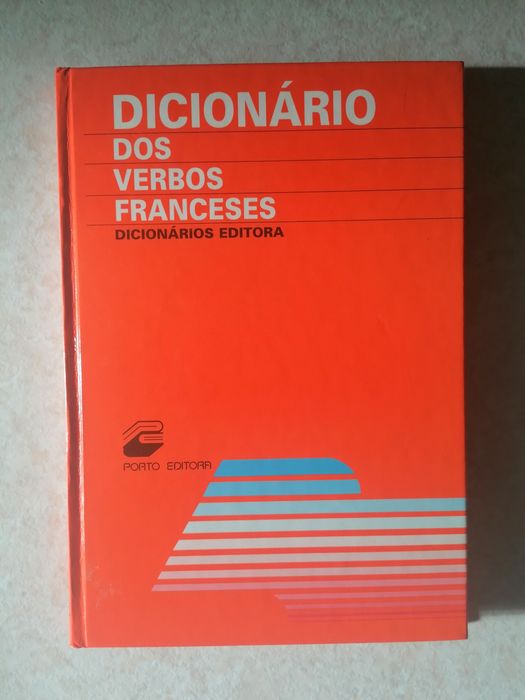 DICIONÁRIO
DOS
VERBOS
FRANCESES
DICIONÁRIOS EDITORA
PORTO EDITORA